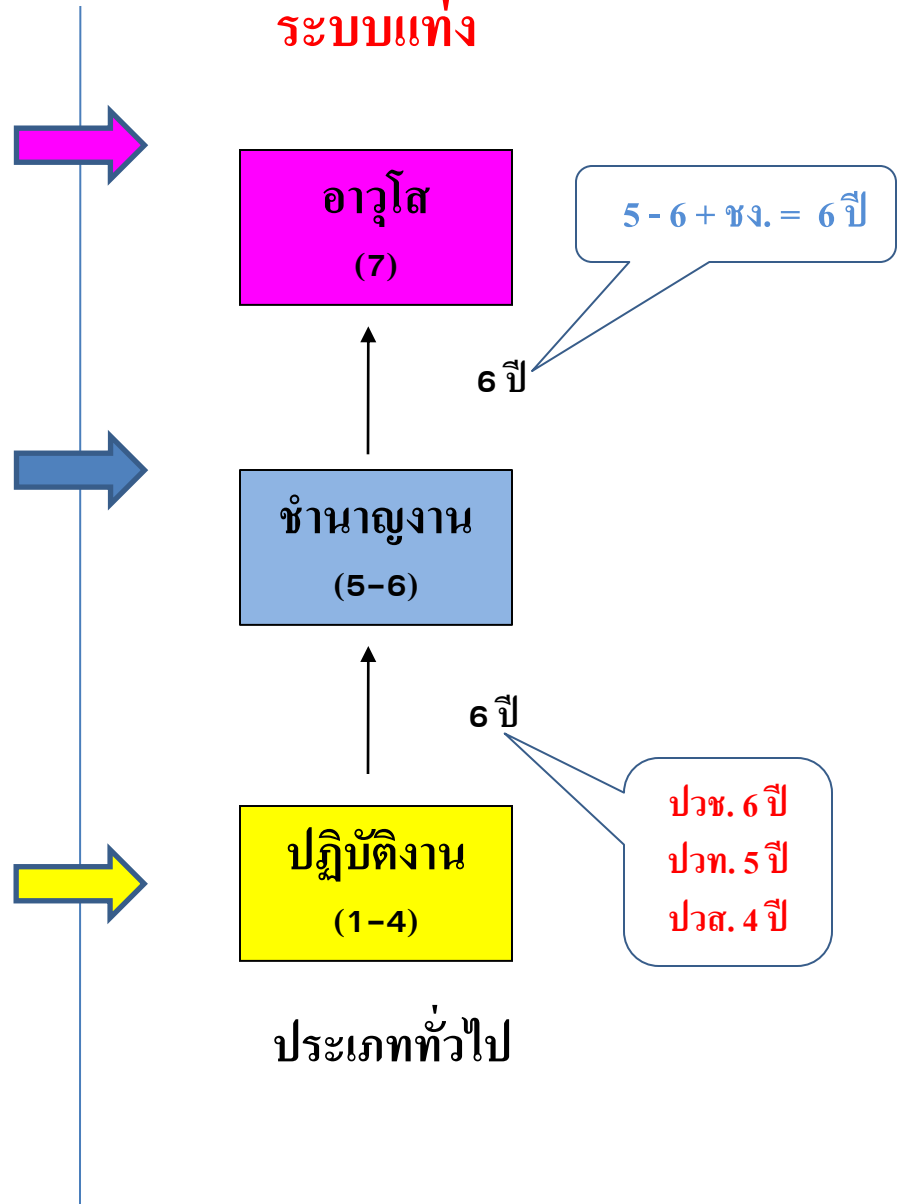 ระบบแท่ง
อาวุโส
(7)
5 - 6 + ชง. = 6 ปี
6 ปี
ชำนาญงาน
(5-6)
6 ปี
ปวช. 6 ปี
ปวท. 5 ปี
ปวส. 4 ปี
ปฏิบัติงาน
(1-4)
ประเภททั่วไป